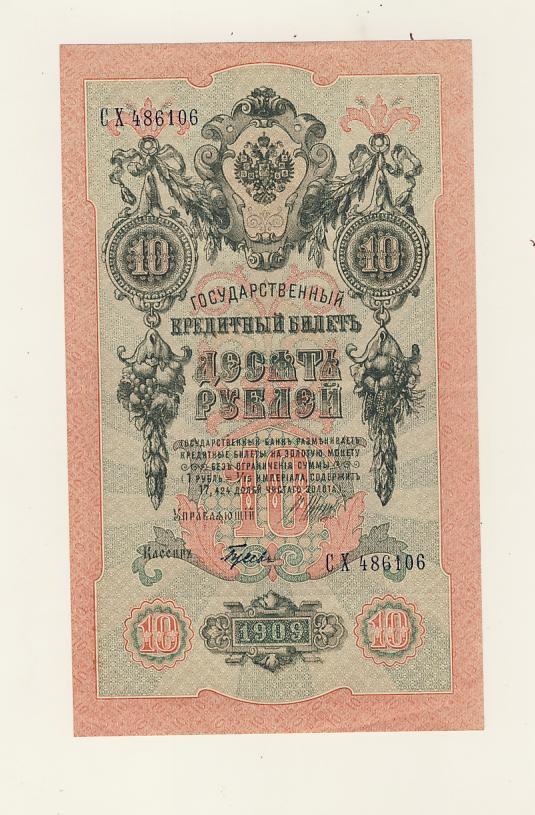 СХ 486106
10
10
ГОСУДАРСТВЕННЫЙ
КРЕДИТНЫЙ БИЛЕТЪ
ДЕСЯТЬ
РУБЛЕЙ
ГОСУДАРСТВЕННЫЙ БАНКЪ РАЗМѢНИВАЕТЪ
КРЕДИТНЫЕ БИЛЕТЫ НА ЗОЛОТУЮ МОНЕТУ
БЕЗЪ ОГРАНИЧЕНІЯ СУММЫ
(1 РУБЛЬ = 1/15 ИМПЕРІАЛА, СОДЕРЖИТЪ
17,424 ДОЛЕЙ ЧИСТАГО ЗОЛОТА)
10
УПРАВЛЯЮЩІЙ
КАССИРЪ
СХ 486106
10
1909
10